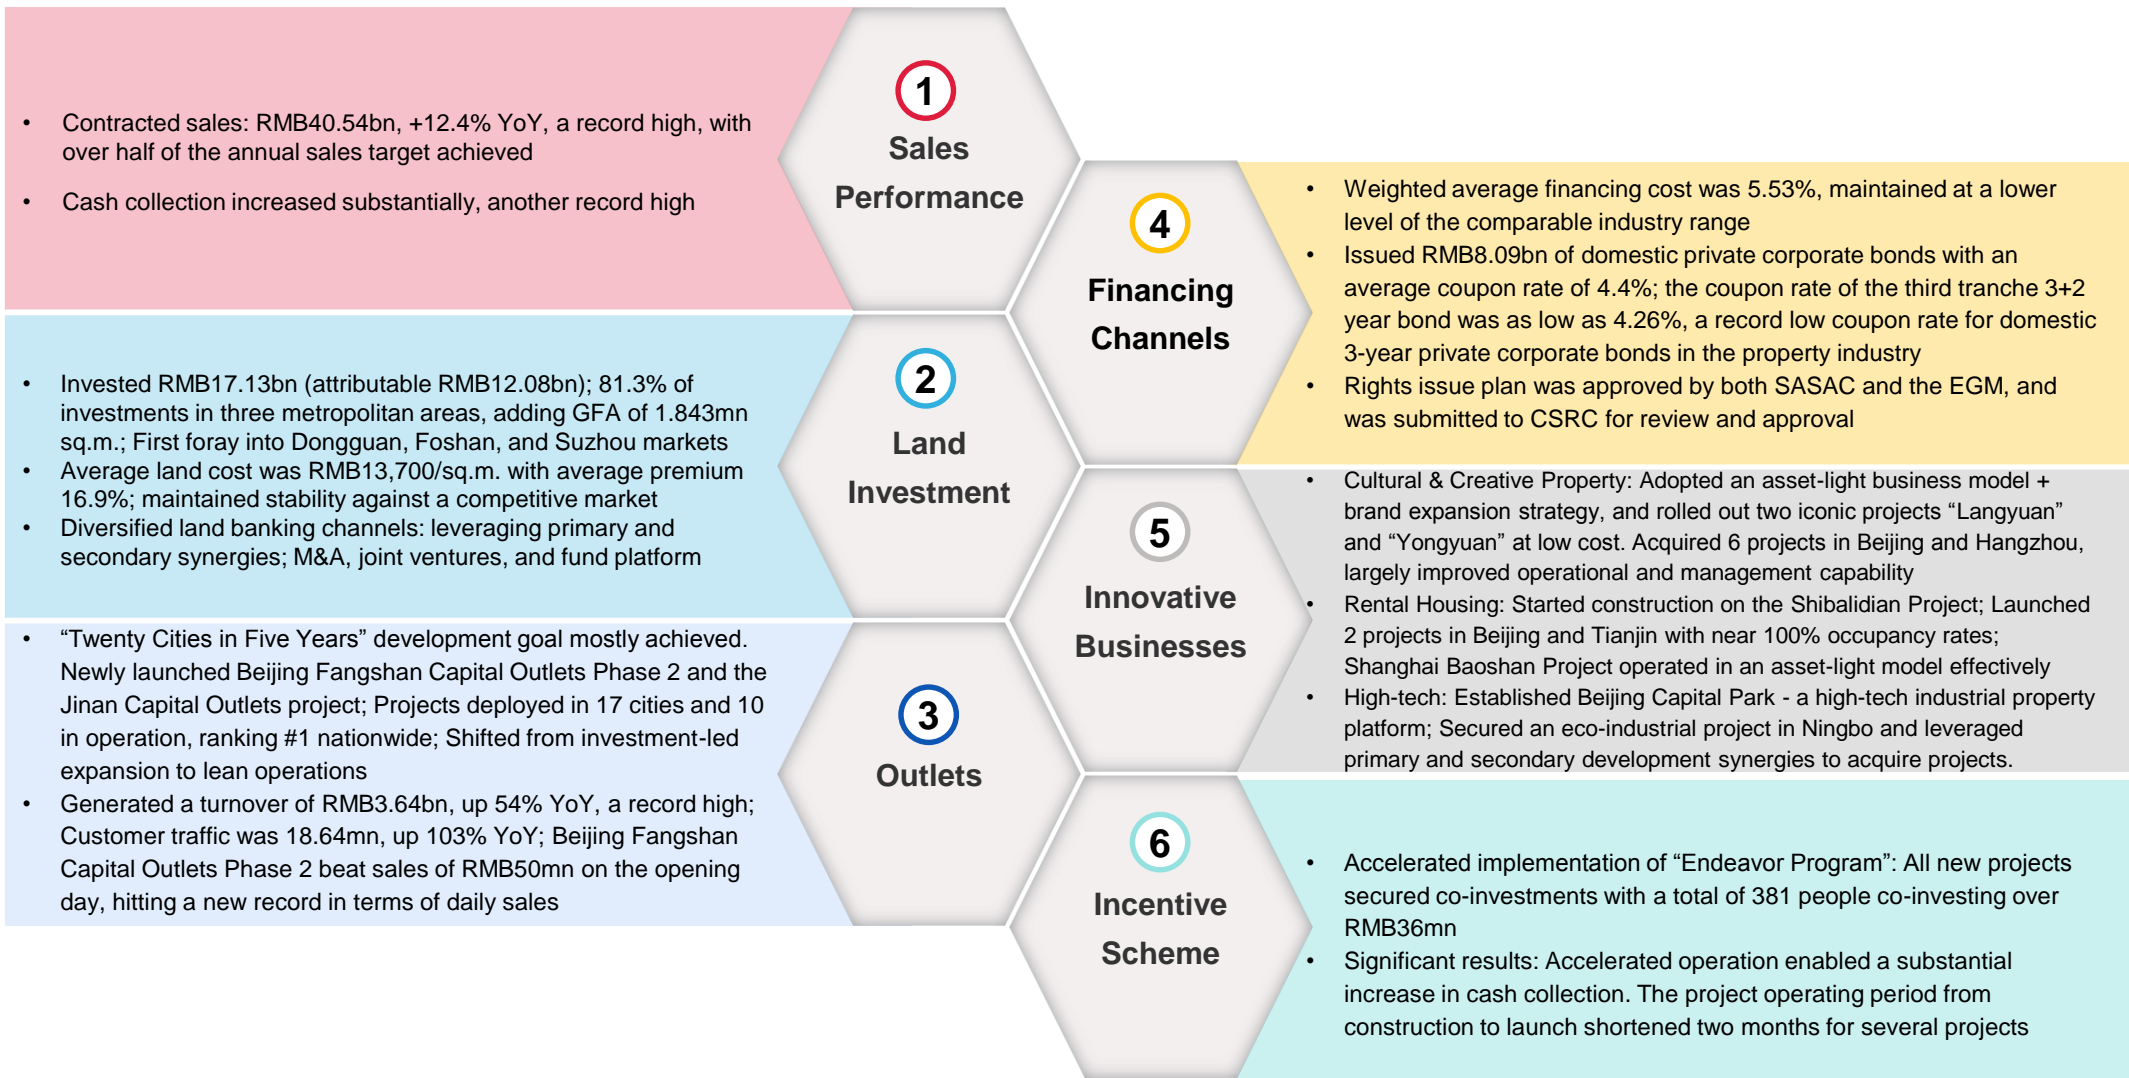 1
Sales
Performance
• Contracted sales: RMB40.54bn, +12.4% YoY, a record high, with
over half of the annual sales target achieved
• Cash collection increased substantially, another record high
2
Land
Investment
• Invested RMB17.13bn (attributable RMB12.08bn); 81.3% of
investments in three metropolitan areas, adding GFA of 1.843mn
sq.m.; First foray into Dongguan, Foshan, and Suzhou markets
• Average land cost was RMB13,700/sq.m. with average premium
16.9%; maintained stability against a competitive market
• Diversified land banking channels: leveraging primary and
secondary synergies; M&A, joint ventures, and fund platform
3
Outlets
• “Twenty Cities in Five Years” development goal mostly achieved.
Newly launched Beijing Fangshan Capital Outlets Phase 2 and the
Jinan Capital Outlets project; Projects deployed in 17 cities and 10
in operation, ranking #1 nationwide; Shifted from investment-led
expansion to lean operations
• Generated a turnover of RMB3.64bn, up 54% YoY, a record high;
Customer traffic was 18.64mn, up 103% YoY; Beijing Fangshan
Capital Outlets Phase 2 beat sales of RMB50mn on the opening
day, hitting a new record in terms of daily sales
4
Financing
Channels
• Weighted average financing cost was 5.53%, maintained at a lower
level of the comparable industry range
• Issued RMB8.09bn of domestic private corporate bonds with an
average coupon rate of 4.4%; the coupon rate of the third tranche 3+2
year bond was as low as 4.26%, a record low coupon rate for domestic
3-year private corporate bonds in the property industry
• Rights issue plan was approved by both SASAC and the EGM, and
was submitted to CSRC for review and approval
5
Innovative
Businesses
• Cultural & Creative Property: Adopted an asset-light business model +
brand expansion strategy, and rolled out two iconic projects “Langyuan”
and “Yongyuan” at low cost. Acquired 6 projects in Beijing and Hangzhou,
largely improved operational and management capability
• Rental Housing: Started construction on the Shibalidian Project; Launched
2 projects in Beijing and Tianjin with near 100% occupancy rates;
Shanghai Baoshan Project operated in an asset-light model effectively
• High-tech: Established Beijing Capital Park - a high-tech industrial property
platform; Secured an eco-industrial project in Ningbo and leveraged
primary and secondary development synergies to acquire projects.
6
Incentive
Scheme
• Accelerated implementation of “Endeavor Program”: All new projects
secured co-investments with a total of 381 people co-investing over
RMB36mn
• Significant results: Accelerated operation enabled a substantial
increase in cash collection. The project operating period from
construction to launch shortened two months for several projects